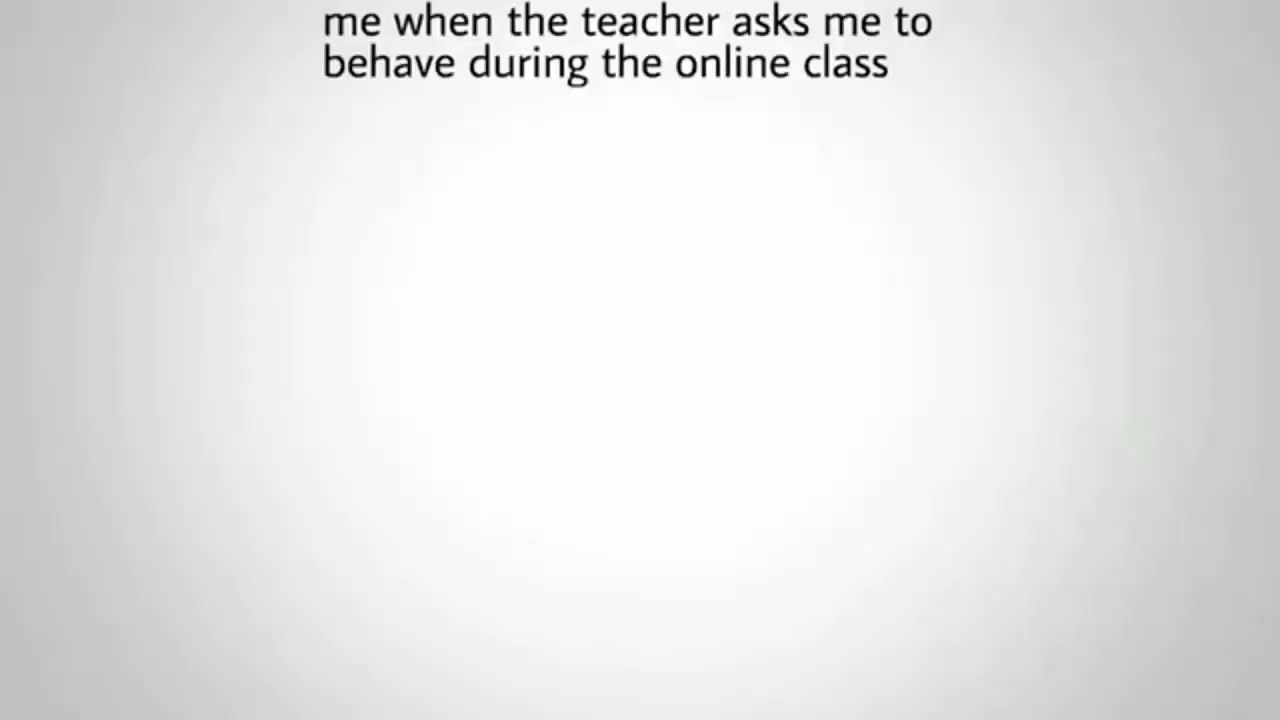 me when the teacher asks me to
behave during the online class